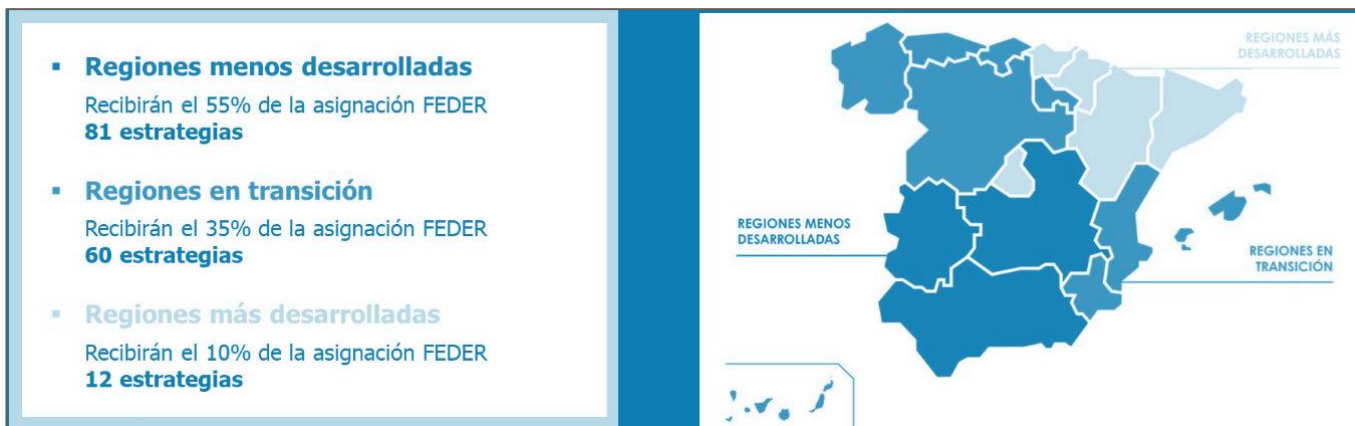 ▪ Regiones menos desarrolladas
Recibirán el 55% de la asignación FEDER
81 estrategias
▪ Regiones en transición
Recibirán el 35% de la asignación FEDER
60 estrategias
▪ Regiones más desarrolladas
Recibirán el 10% de la asignación FEDER
12 estrategias
REGIONES MÁS
DESARROLLADAS
REGIONES MENOS
DESARROLLADAS
REGIONES EN
TRANSICIÓN